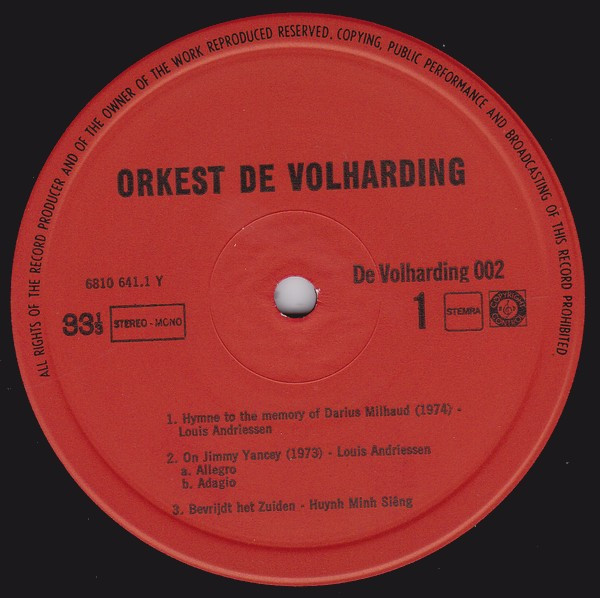 ALL RIGHTS OF THE RECORD PRODUCER AND OF THE OWNER OF THE WORK REPRODUCED RESERVED. COPYING, PUBLIC PERFORMANCE AND BROADCASTING OF THIS RECORD PROHIBITED.
ORKEST DE VOLHARDING
6810 641.1 Y
De Volharding 002
33⅓
STEREO - MONO
1
STEMRA
COPYRIGHT CONTROL
1. Hymne to the memory of Darius Milhaud (1974) -
Louis Andriessen
2. On Jimmy Yancey (1973) - Louis Andriessen
a. Allegro
b. Adagio
3. Bevrijdt het Zuiden - Huynh Minh Siêng